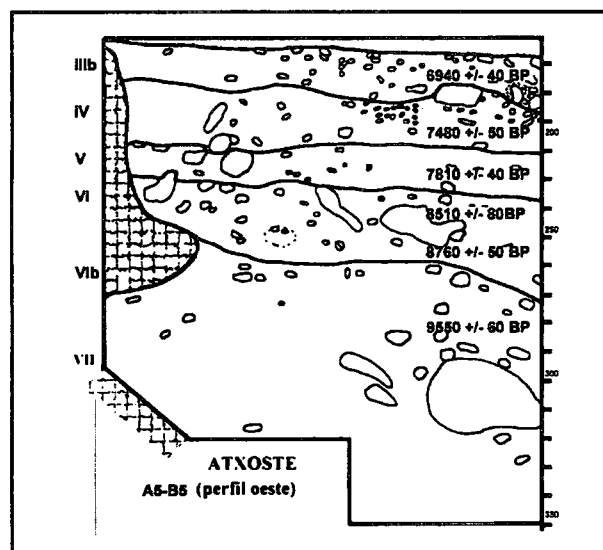 IIIb
6940 +/- 40 BP
IV
200
7480 +/- 50 BP
V
7810 +/- 40 BP
VI
8510 +/- 80BP
250
8760 +/- 50 BP
VIb
9550 +/- 60 BP
VII
300
ATXOSTE
A5-B5 (perfil oeste)
330